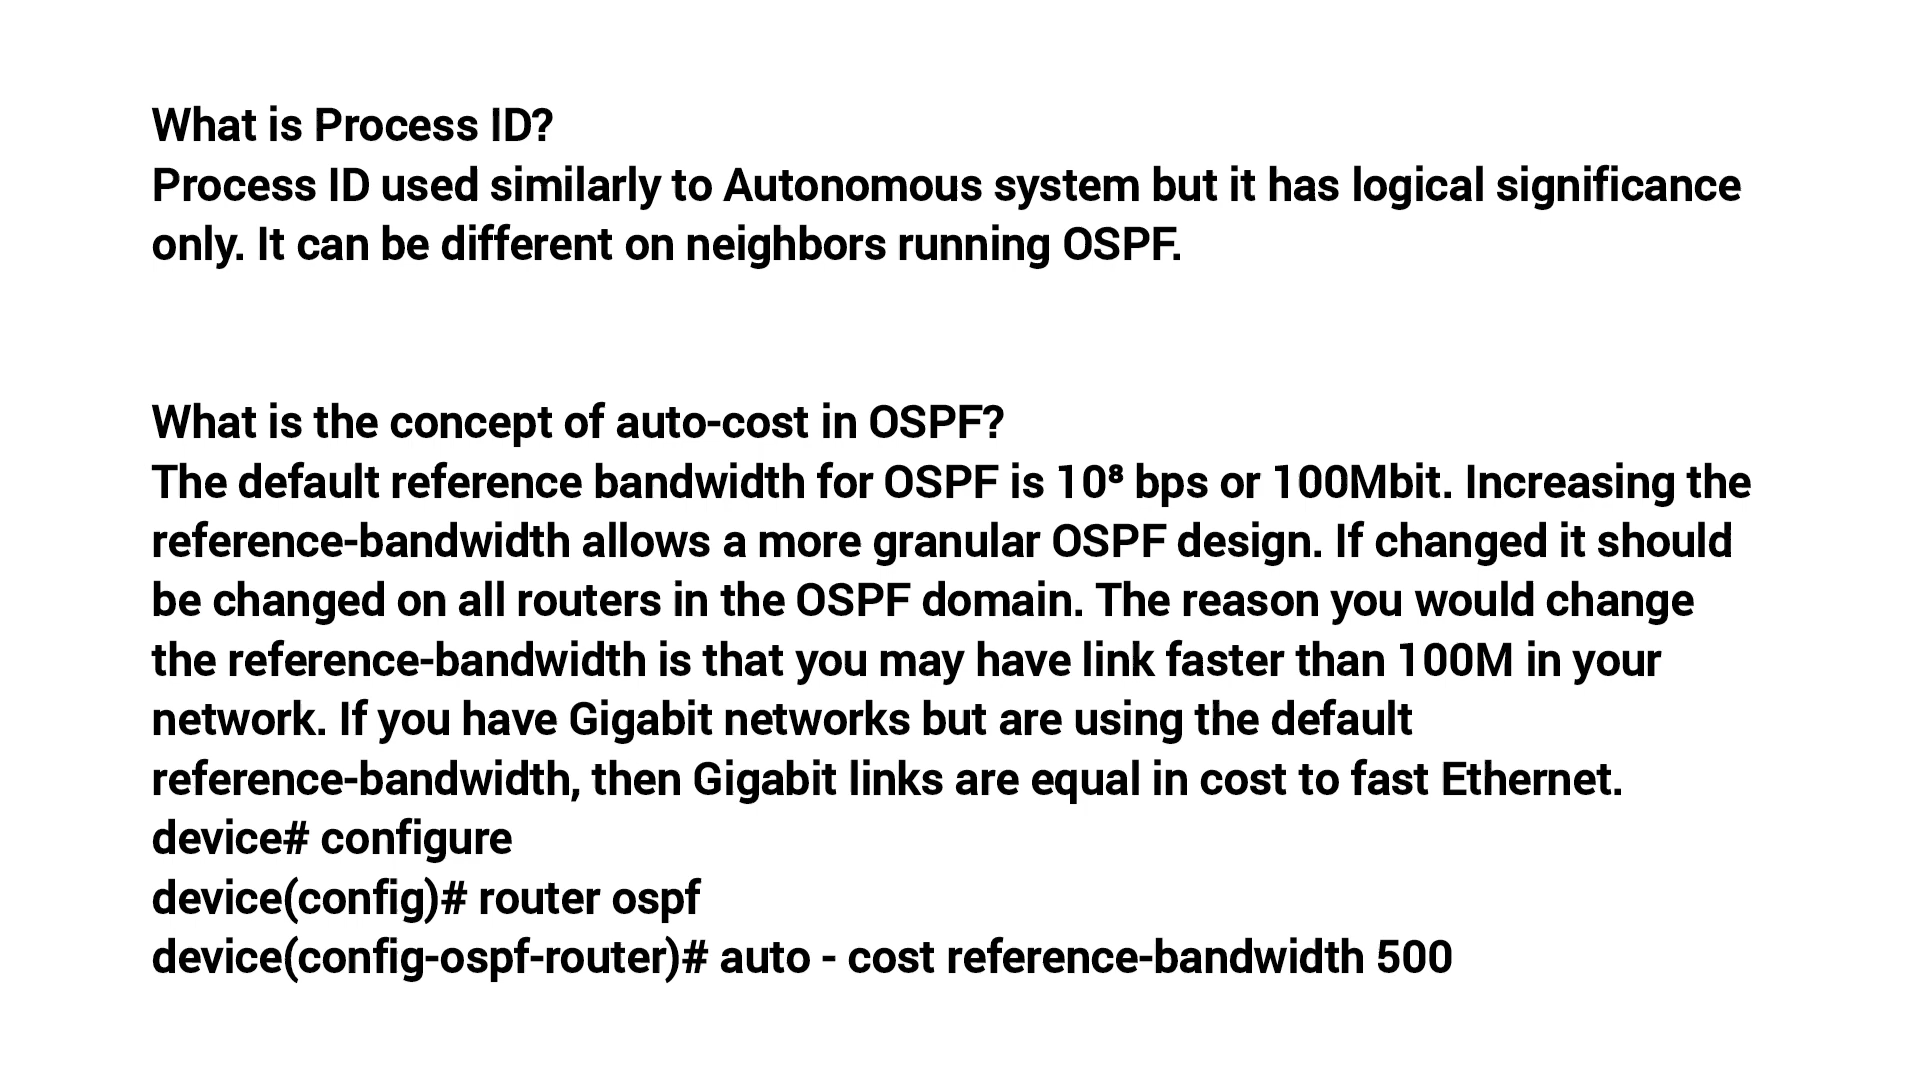 What is Process ID?
Process ID used similarly to Autonomous system but it has logical significance
only. It can be different on neighbors running OSPF.
What is the concept of auto-cost in OSPF?
The default reference bandwidth for OSPF is 10⁸ bps or 100Mbit. Increasing the
reference-bandwidth allows a more granular OSPF design. If changed it should
be changed on all routers in the OSPF domain. The reason you would change
the reference-bandwidth is that you may have link faster than 100M in your
network. If you have Gigabit networks but are using the default
reference-bandwidth, then Gigabit links are equal in cost to fast Ethernet.
device# configure
device(config)# router ospf
device(config-ospf-router)# auto - cost reference-bandwidth 500